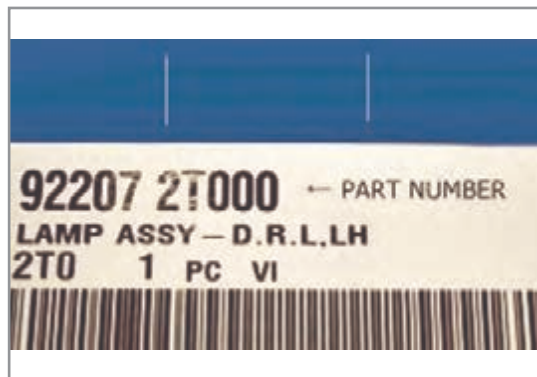 92207 2T000 ← PART NUMBER
LAMP ASSY–D.R.L,LH
2T0 1 PC VI